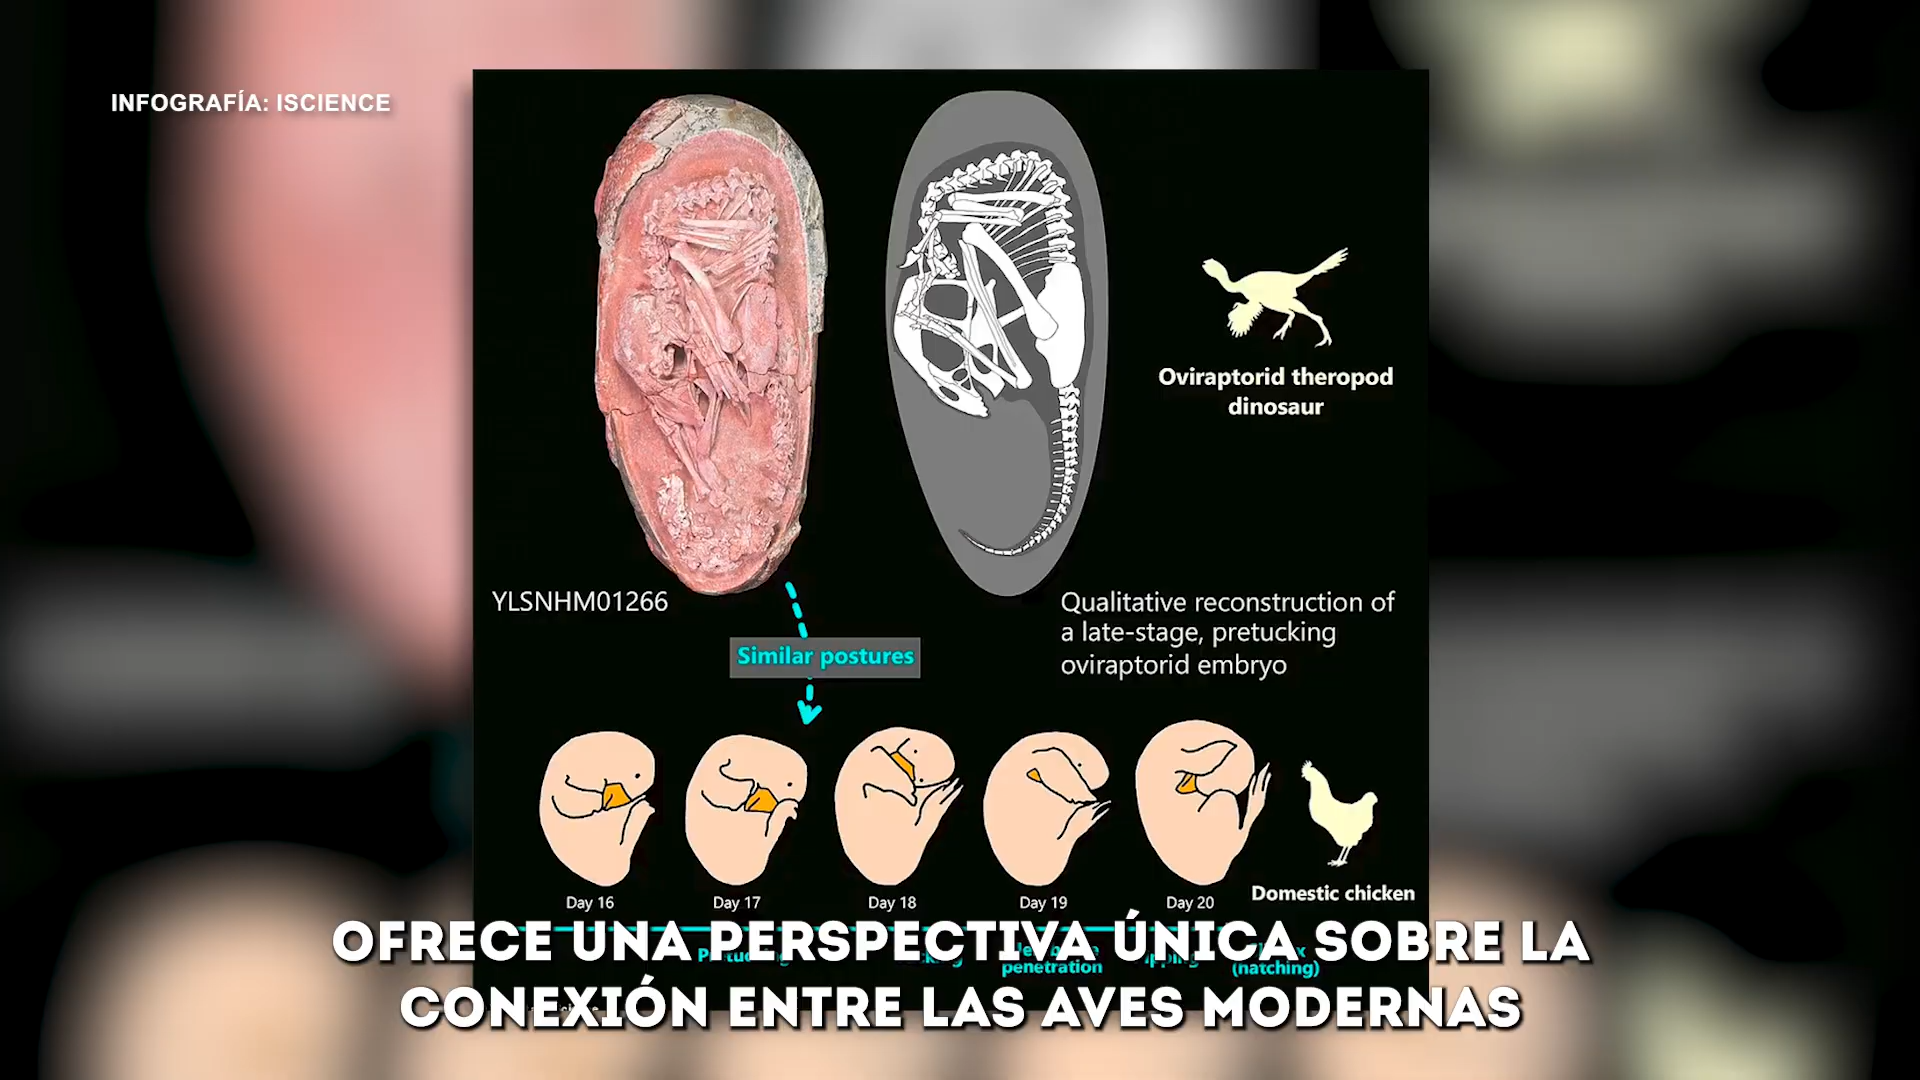 INFOGRAFÍA: ISCIENCE
Oviraptorid theropod
dinosaur
YLSNHM01266
Qualitative reconstruction of
a late-stage, pretucking
oviraptorid embryo
Similar postures
Day 16
Day 17
Day 18
Day 19
Day 20
Domestic chicken
penetration
(hatching)
OFRECE UNA PERSPECTIVA ÚNICA SOBRE LA
CONEXIÓN ENTRE LAS AVES MODERNAS